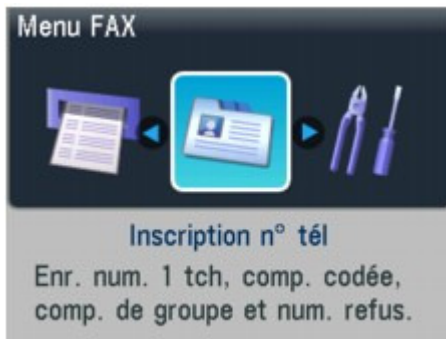 Menu FAX
Inscription n° tél
Enr. num. 1 tch, comp. codée,
comp. de groupe et num. refus.